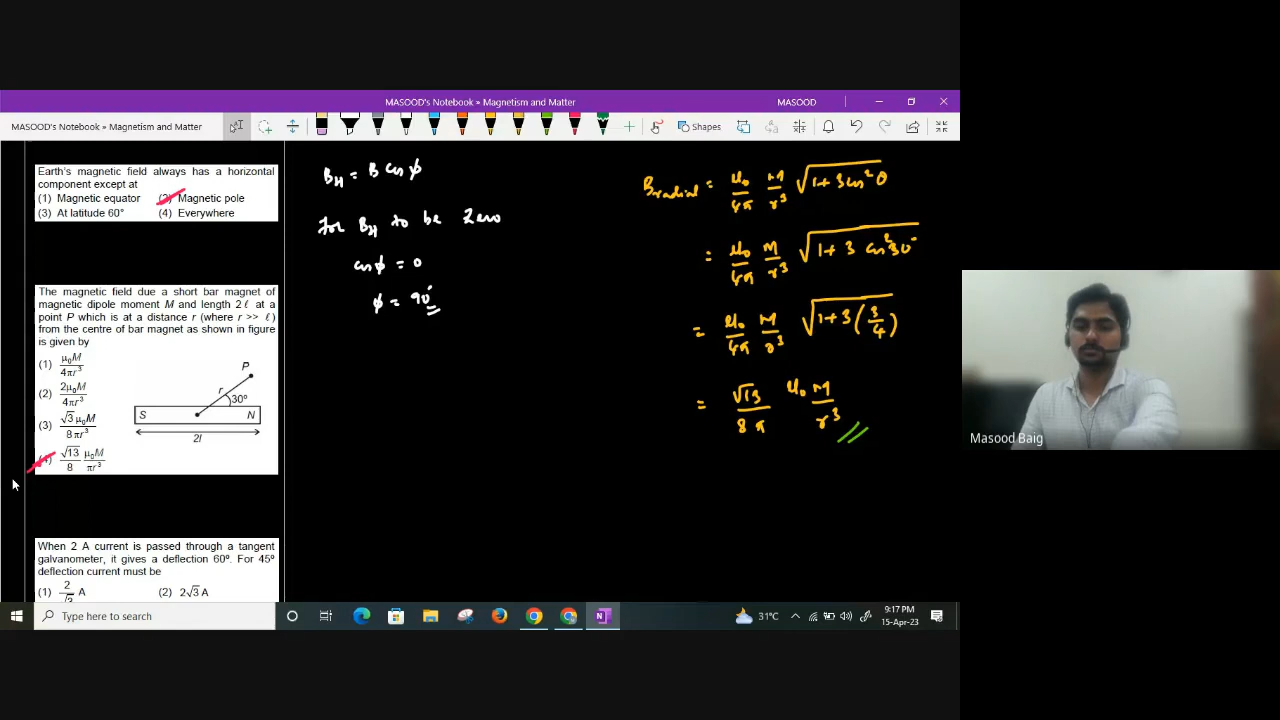 MASOOD's Notebook » Magnetism and Matter
MASOOD
MASOOD's Notebook » Magnetism and Matter
Shapes
Earth's magnetic field always has a horizontal
component except at
(1) Magnetic equator (2) Magnetic pole
(3) At latitude 60° (4) Everywhere
The magnetic field due a short bar magnet of
magnetic dipole moment M and length 2ℓ at a
point P which is at a distance r (where r >> ℓ)
from the centre of bar magnet as shown in figure
is given by
(1) μ₀M / 4πr³
(2) 2μ₀M / 4πr³
(3) √3 μ₀M / 8πr³
(4) √13 / 8 μ₀M / πr³
P
r
30°
S N
2l
When 2 A current is passed through a tangent
galvanometer, it gives a deflection 60º. For 45º
deflection current must be
(1) 2 A (2) 2√3 A
B_H = B cos φ
For B_H to be Zero
cos φ = 0
φ = 90°
B_radial = μ₀/4π M/r³ √(1+3cos²θ)
= μ₀/4π M/r³ √(1+3 cos²30°)
= μ₀/4π M/r³ √(1+3(3/4))
= √13/8π μ₀ M/r³
Masood Baig
Type here to search
31°C
9:17 PM
15-Apr-23